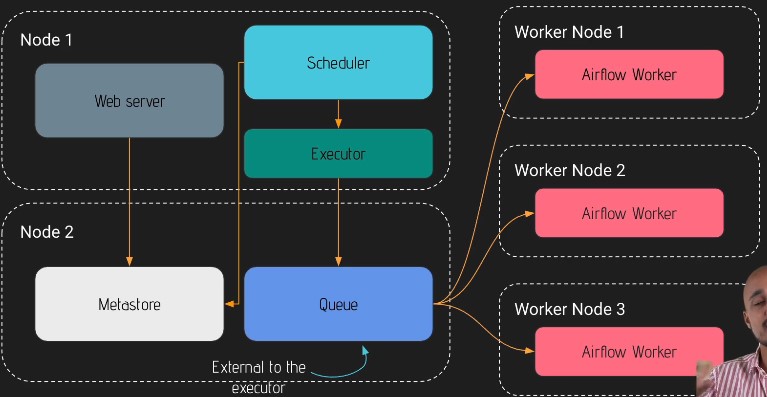 Node 1
Web server
Scheduler
Executor
Node 2
Metastore
Queue
External to the
executor
Worker Node 1
Airflow Worker
Worker Node 2
Airflow Worker
Worker Node 3
Airflow Worker